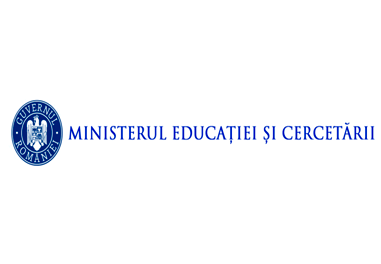 GUVERNUL
ROMÂNIEI
MINISTERUL EDUCAȚIEI ȘI CERCETĂRII